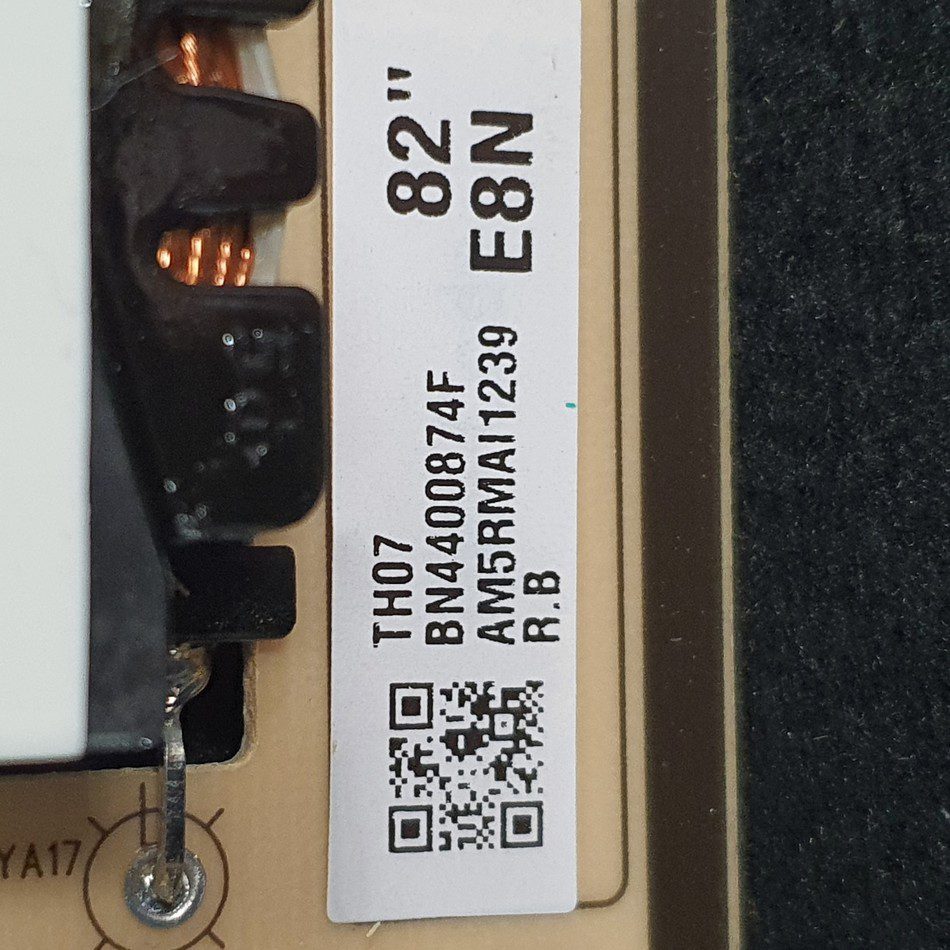 82"
E8N
TH07
BN4400874F
AM5RMAI1239
R.B
YA17